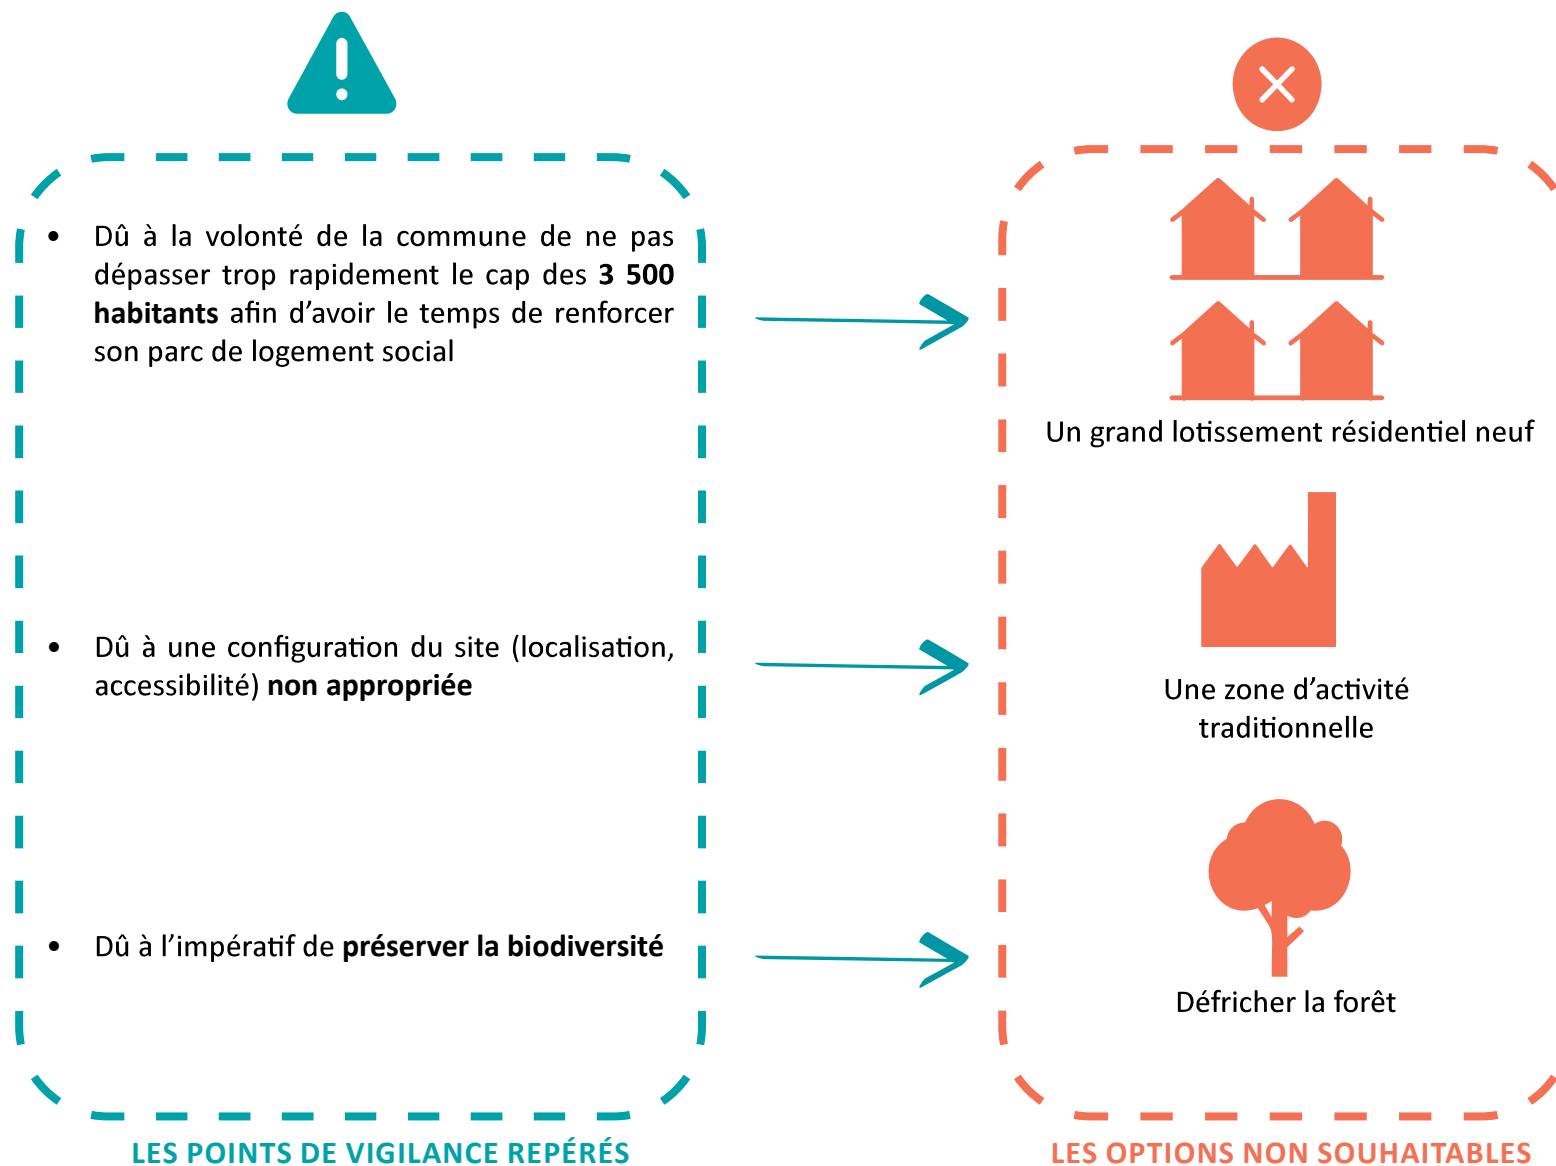 • Dû à la volonté de la commune de ne pas
dépasser trop rapidement le cap des 3 500
habitants afin d’avoir le temps de renforcer
son parc de logement social
Un grand lotissement résidentiel neuf
• Dû à une configuration du site (localisation,
accessibilité) non appropriée
Une zone d’activité
traditionnelle
• Dû à l’impératif de préserver la biodiversité
Défricher la forêt
LES POINTS DE VIGILANCE REPÉRÉS
LES OPTIONS NON SOUHAITABLES